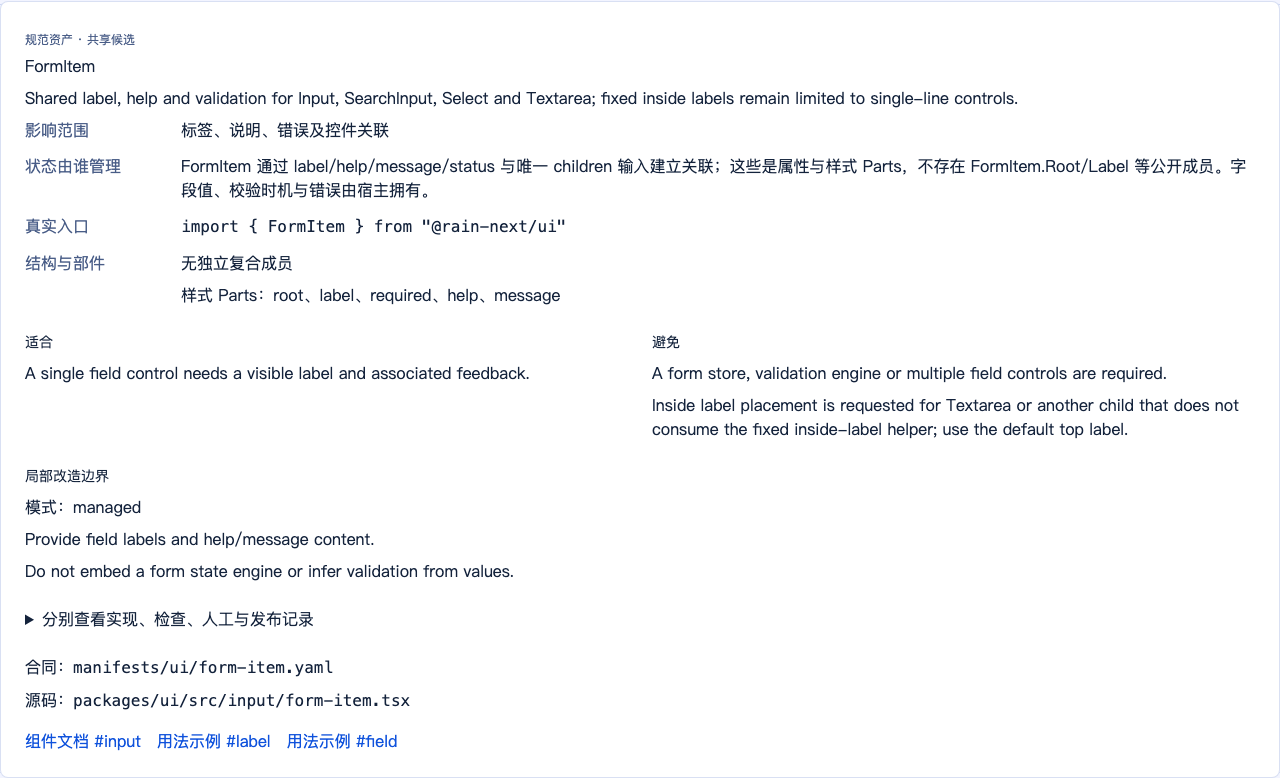 规范资产 · 共享候选
FormItem
Shared label, help and validation for Input, SearchInput, Select and Textarea; fixed inside labels remain limited to single-line controls.
影响范围 标签、说明、错误及控件关联
状态由谁管理 FormItem 通过 label/help/message/status 与唯一 children 输入建立关联；这些是属性与样式 Parts，不存在 FormItem.Root/Label 等公开成员。字
段值、校验时机与错误由宿主拥有。
真实入口 import { FormItem } from "@rain-next/ui"
结构与部件 无独立复合成员
样式 Parts：root、label、required、help、message
适合
A single field control needs a visible label and associated feedback.
避免
A form store, validation engine or multiple field controls are required.
Inside label placement is requested for Textarea or another child that does not
consume the fixed inside-label helper; use the default top label.
局部改造边界
模式：managed
Provide field labels and help/message content.
Do not embed a form state engine or infer validation from values.
▶ 分别查看实现、检查、人工与发布记录
合同：manifests/ui/form-item.yaml
源码：packages/ui/src/input/form-item.tsx
组件文档 #input 用法示例 #label 用法示例 #field